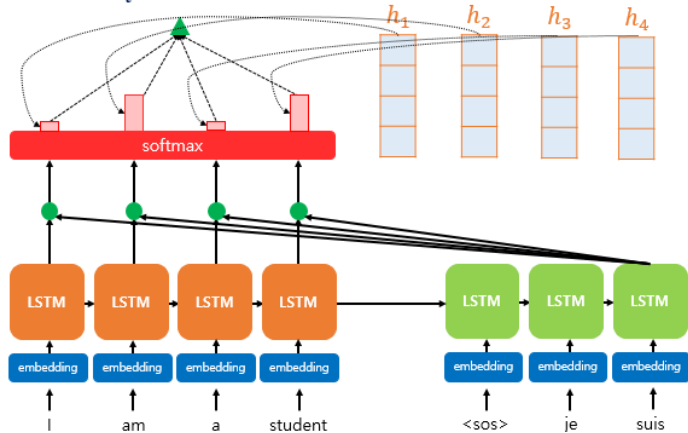 h₁ h₂ h₃ h₄
softmax
LSTM LSTM LSTM LSTM LSTM LSTM LSTM
embedding embedding embedding embedding embedding embedding embedding
I am a student <sos> je suis